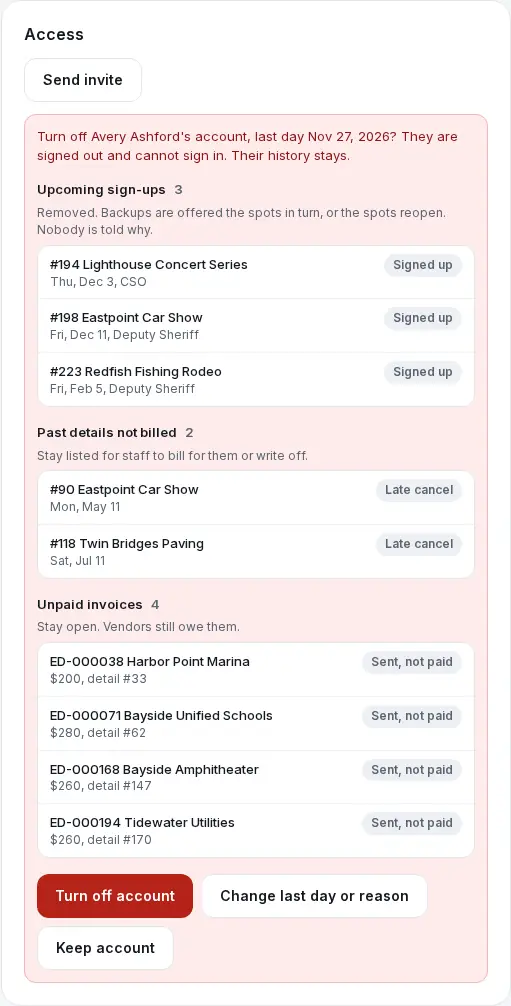 Access
Send invite
Turn off Avery Ashford's account, last day Nov 27, 2026? They are
signed out and cannot sign in. Their history stays.
Upcoming sign-ups 3
Removed. Backups are offered the spots in turn, or the spots reopen.
Nobody is told why.
#194 Lighthouse Concert Series
Signed up
Thu, Dec 3, CSO
#198 Eastpoint Car Show
Signed up
Fri, Dec 11, Deputy Sheriff
#223 Redfish Fishing Rodeo
Signed up
Fri, Feb 5, Deputy Sheriff
Past details not billed 2
Stay listed for staff to bill for them or write off.
#90 Eastpoint Car Show
Late cancel
Mon, May 11
#118 Twin Bridges Paving
Late cancel
Sat, Jul 11
Unpaid invoices 4
Stay open. Vendors still owe them.
ED-000038 Harbor Point Marina
Sent, not paid
$200, detail #33
ED-000071 Bayside Unified Schools
Sent, not paid
$280, detail #62
ED-000168 Bayside Amphitheater
Sent, not paid
$260, detail #147
ED-000194 Tidewater Utilities
Sent, not paid
$260, detail #170
Turn off account
Change last day or reason
Keep account